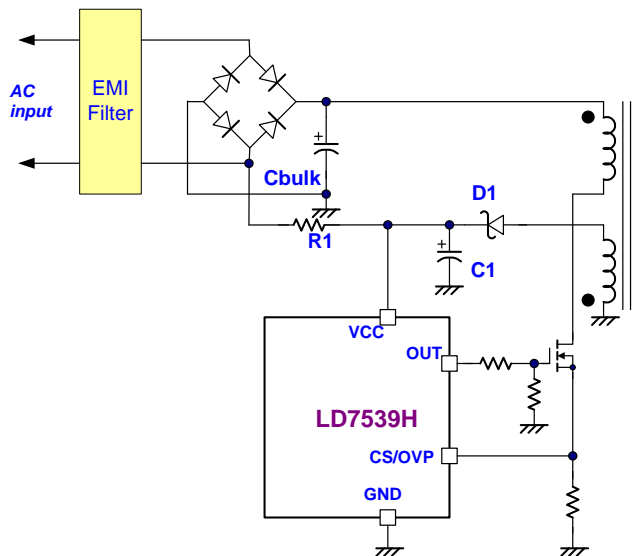 AC
input
EMI
Filter
+
Cbulk
D1
R1
+
C1
VCC
OUT
LD7539H
CS/OVP
GND